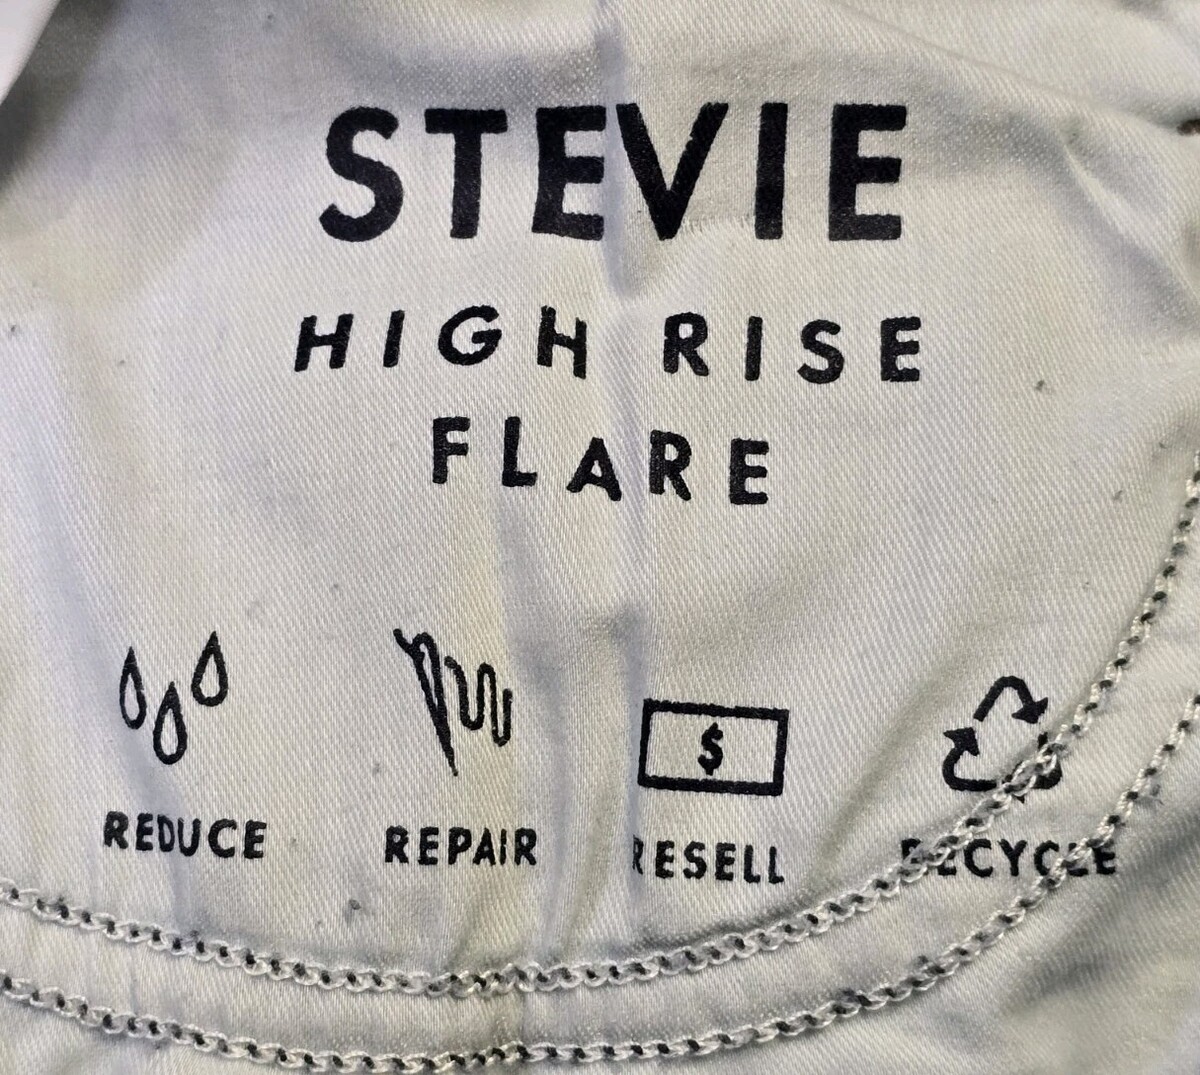 STEVIE
HIGH RISE
FLARE
$
REDUCE REPAIR RESELL RECYCLE